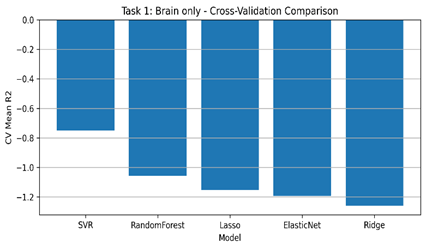 Task 1: Brain only - Cross-Validation Comparison
0.0
−0.2
−0.4
−0.6
−0.8
−1.0
−1.2
CV Mean R2
SVR RandomForest Lasso ElasticNet Ridge
Model